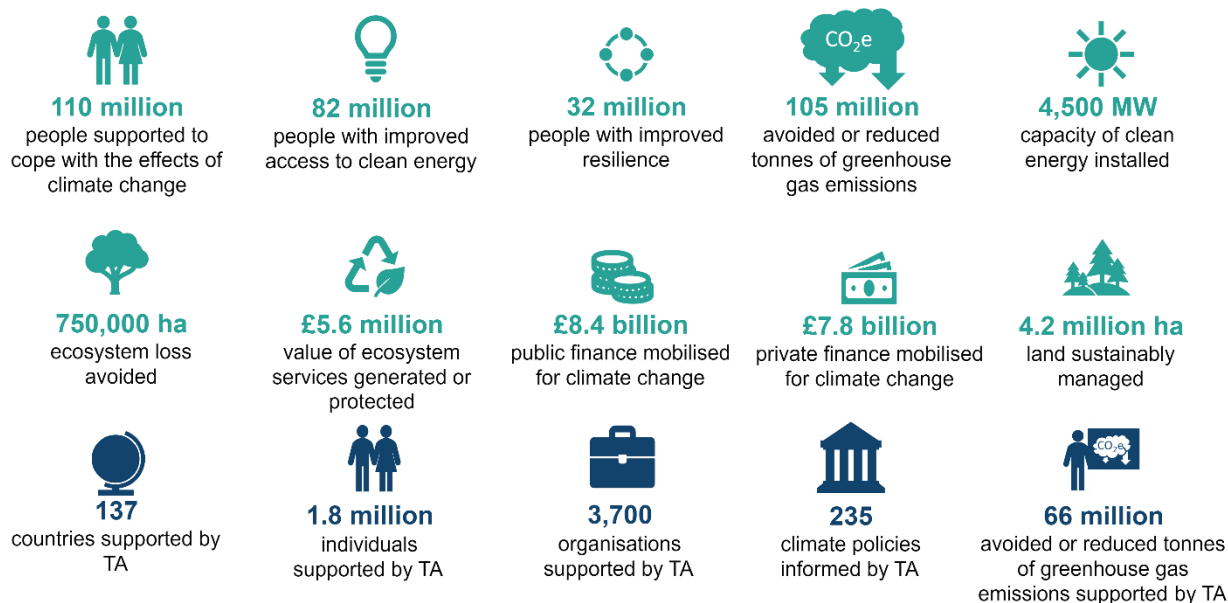 CO₂e
110 million
people supported to
cope with the effects of
climate change
82 million
people with improved
access to clean energy
32 million
people with improved
resilience
105 million
avoided or reduced
tonnes of greenhouse
gas emissions
4,500 MW
capacity of clean
energy installed
750,000 ha
ecosystem loss
avoided
£5.6 million
value of ecosystem
services generated or
protected
£8.4 billion
public finance mobilised
for climate change
£7.8 billion
private finance mobilised
for climate change
4.2 million ha
land sustainably
managed
137
countries supported by
TA
1.8 million
individuals
supported by TA
3,700
organisations
supported by TA
235
climate policies
informed by TA
CO₂e
66 million
avoided or reduced tonnes
of greenhouse gas
emissions supported by TA